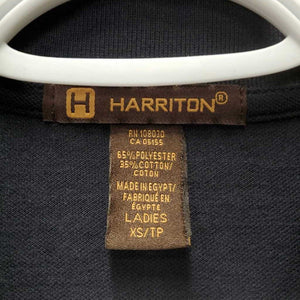 H HARRITON®
RN 108030
CA 06155
65%POLYESTER
35%COTTON/
COTON
MADE IN EGYPT/
FABRIQUÉ EN
ÉGYPTE
LADIES
XS/TP